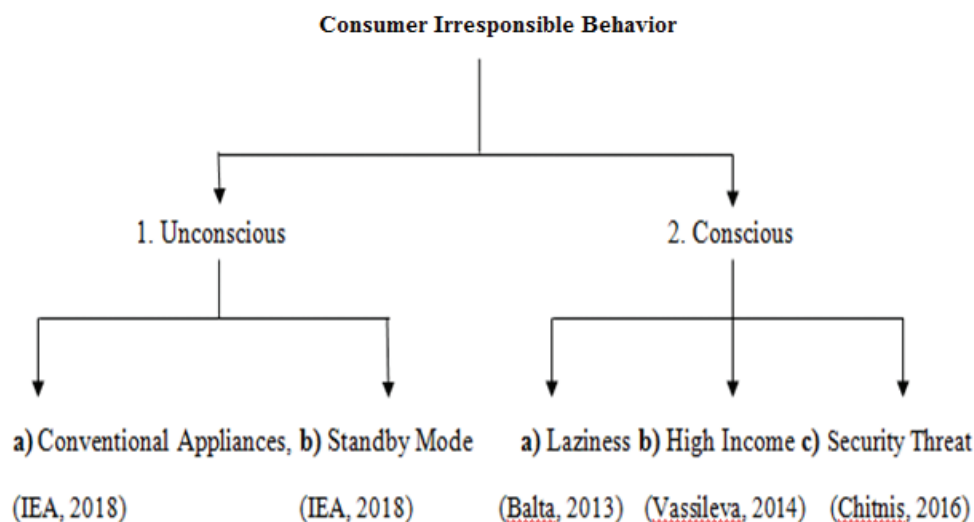 Consumer Irresponsible Behavior
1. Unconscious
2. Conscious
a) Conventional Appliances, b) Standby Mode
a) Laziness b) High Income c) Security Threat
(IEA, 2018)
(IEA, 2018)
(Balta, 2013) (Vassileva, 2014) (Chitnis, 2016)